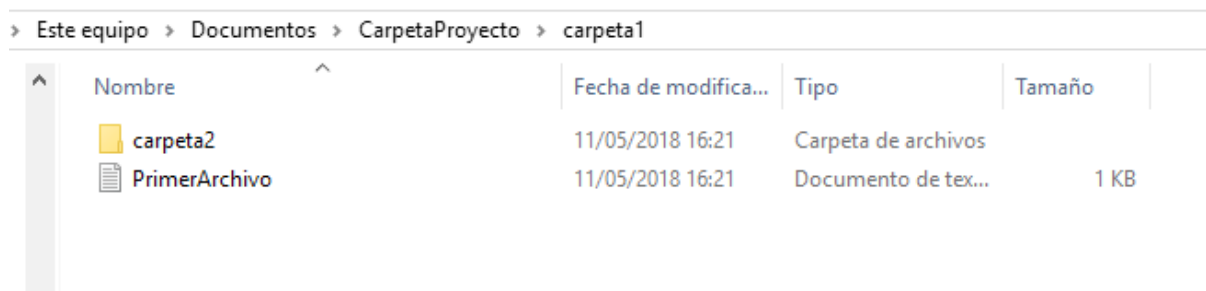 › Este equipo › Documentos › CarpetaProyecto › carpeta1
Nombre Fecha de modifica... Tipo Tamaño
carpeta2 11/05/2018 16:21 Carpeta de archivos
PrimerArchivo 11/05/2018 16:21 Documento de tex... 1 KB